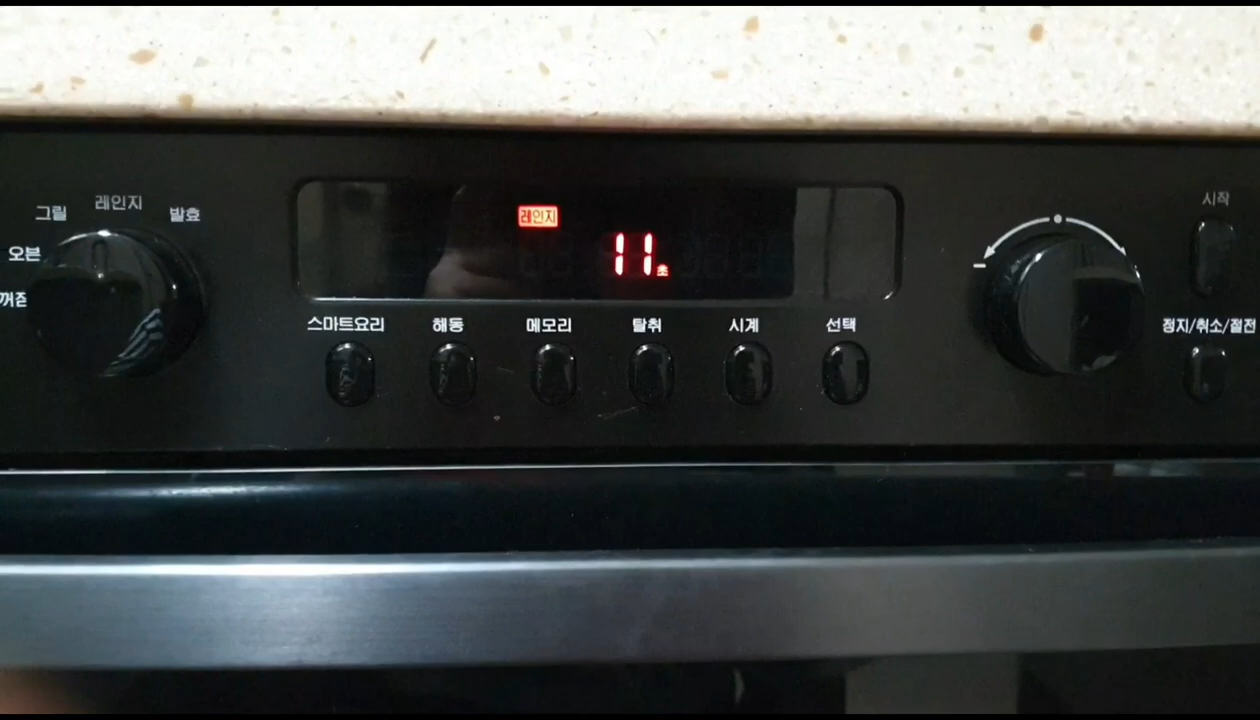 그릴 레인지 발효
오븐
꺼짐
레인지
11초
스마트요리 해동 메모리 탈취 시계 선택
시작
정지/취소/절전